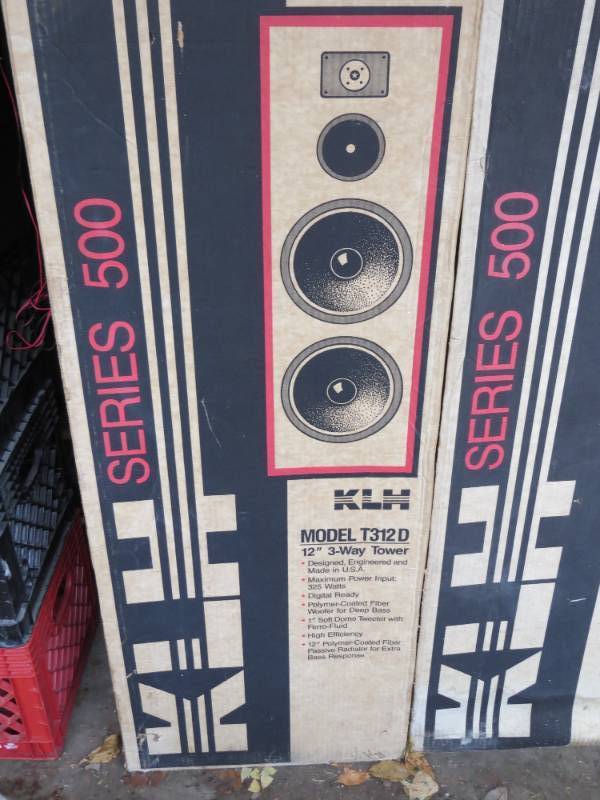 SERIES 500
KLH
KLH
MODEL T312D
12" 3-Way Tower
• Designed, Engineered and
Made in U.S.A.
• Maximum Power Input:
325 Watts
• Digital Ready
• Polymer-Coated Fiber
Woofer for Deep Bass
• 1" Soft Dome Tweeter with
Ferro-Fluid
• High Efficiency
• 12" Polymer-Coated Fiber
Passive Radiator for Extra
Bass Response
SERIES 500
KLH